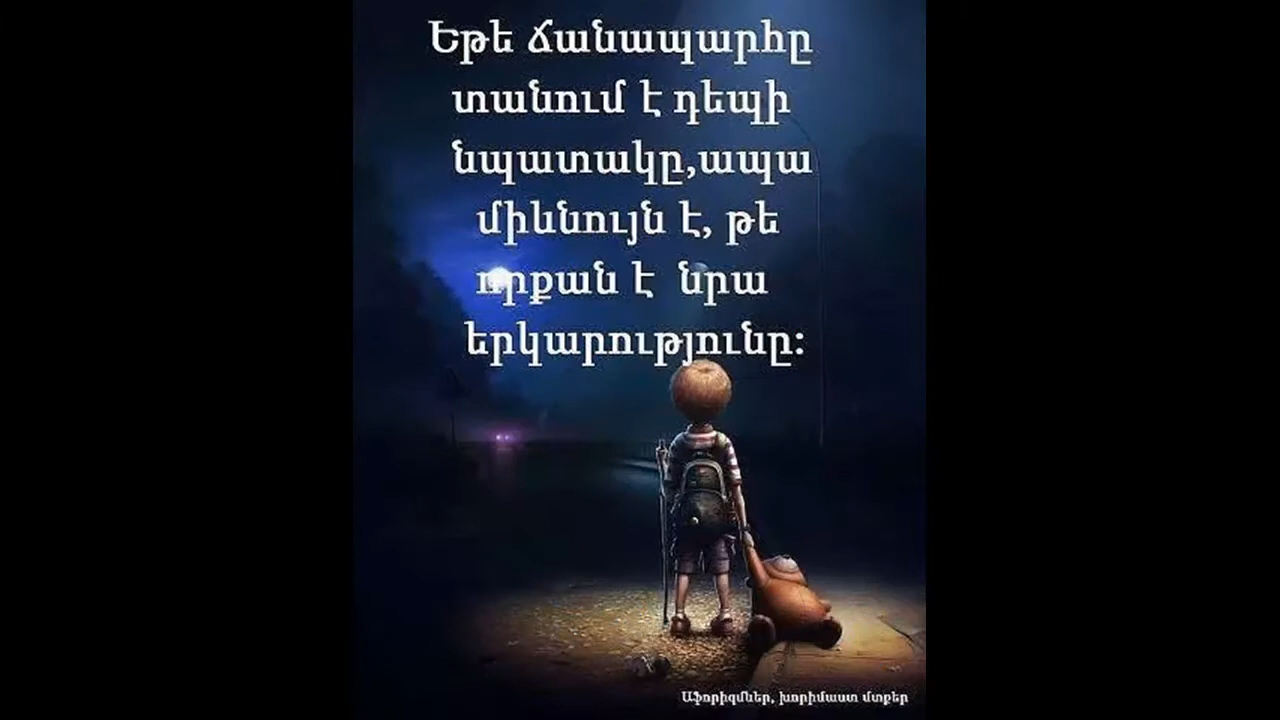 Եթե ճանապարհը
տանում է դեպի
նպատակը,ապա
միևնույն է, թե
որքան է նրա
երկարությունը:
Աֆորիզմներ, խորիմաստ մտքեր